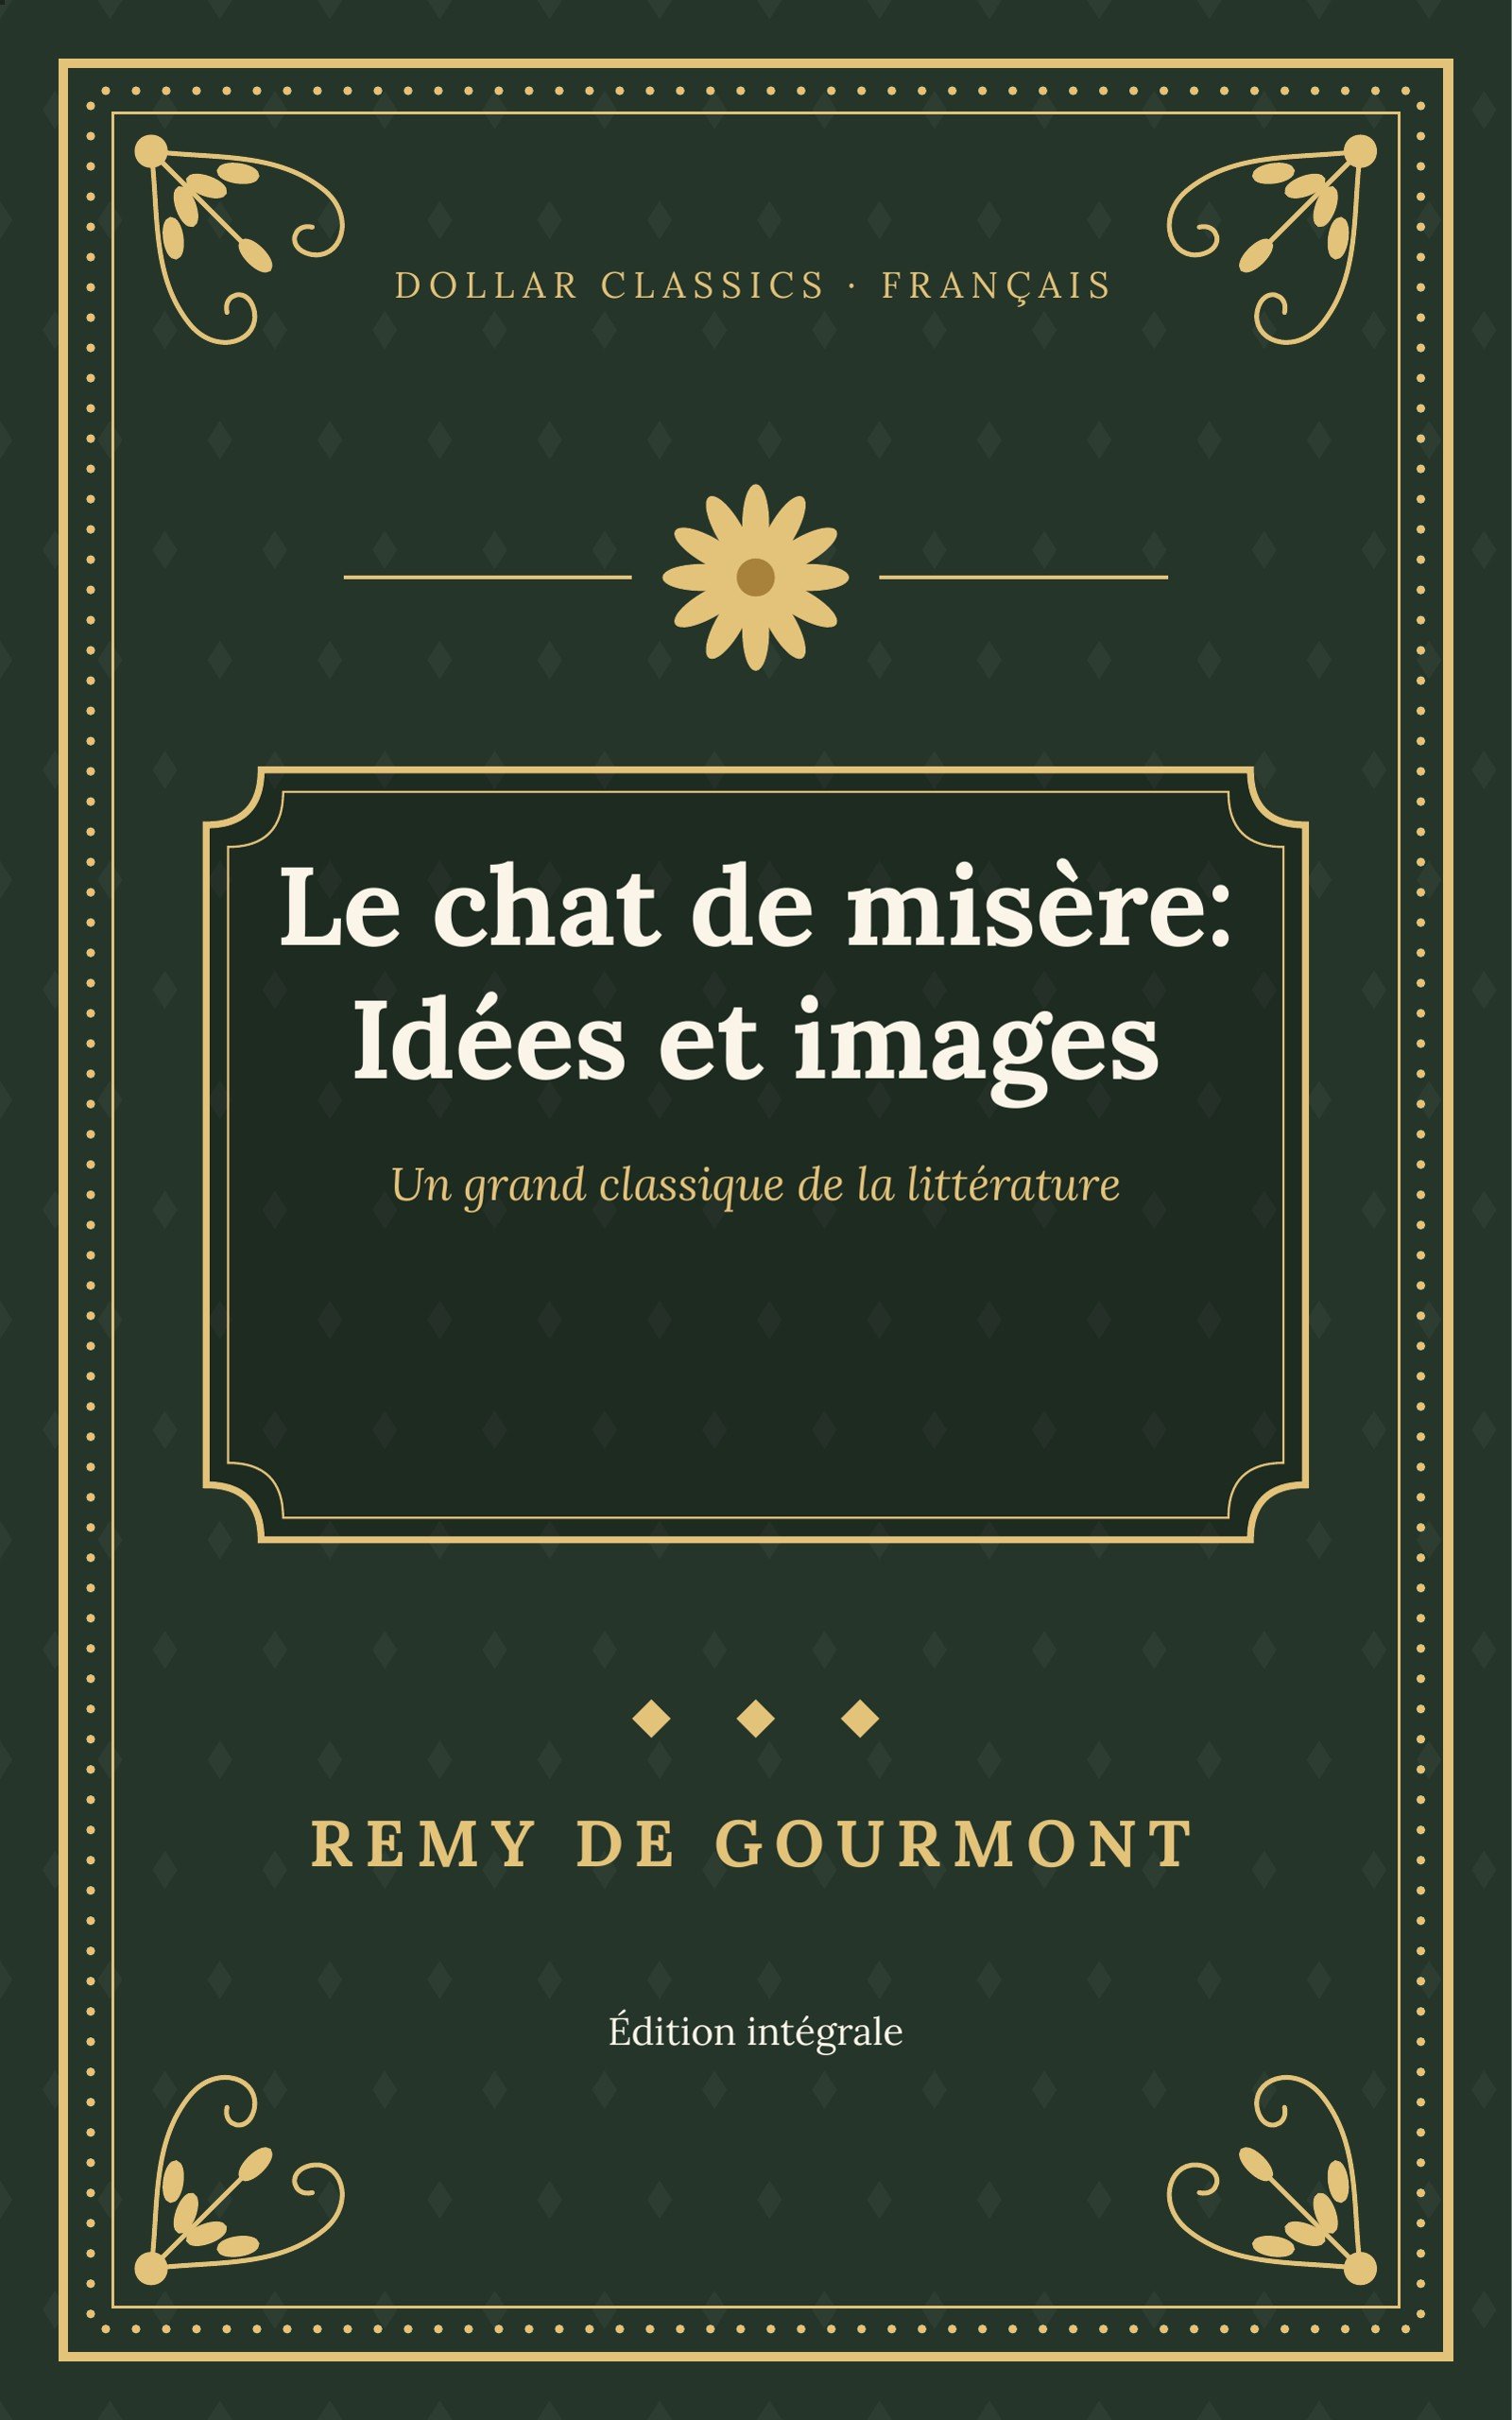 DOLLAR CLASSICS · FRANÇAIS
Le chat de misère:
Idées et images
Un grand classique de la littérature
REMY DE GOURMONT
Édition intégrale